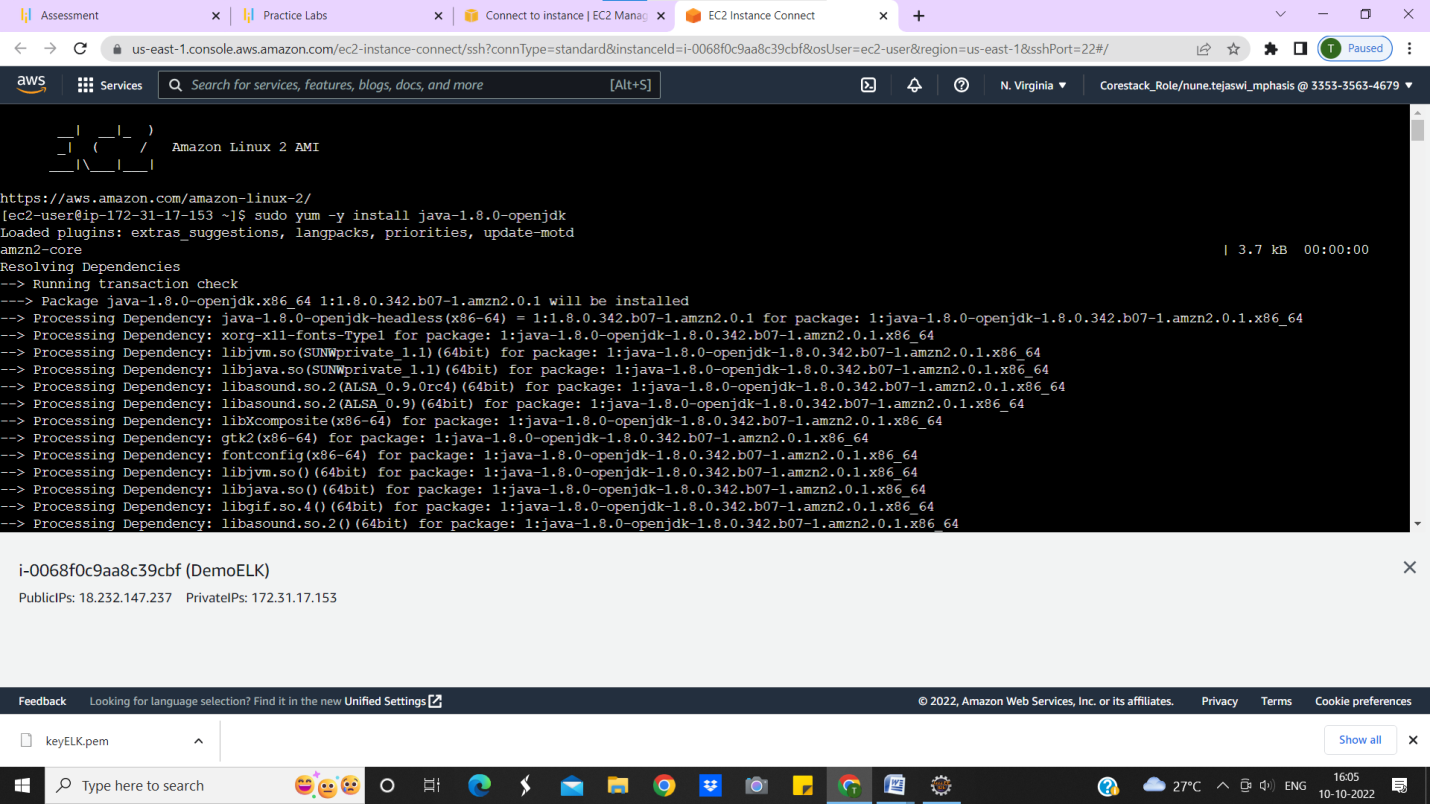 Assessment
Practice Labs
Connect to instance | EC2 Manag
EC2 Instance Connect
us-east-1.console.aws.amazon.com/ec2-instance-connect/ssh?connType=standard&instanceId=i-0068f0c9aa8c39cbf&osUser=ec2-user&region=us-east-1&sshPort=22#/
T Paused
aws
Services
Search for services, features, blogs, docs, and more [Alt+S]
N. Virginia ▼
Corestack_Role/nune.tejaswi_mphasis @ 3353-3563-4679 ▼
__|  __|_  )
_|  (     /   Amazon Linux 2 AMI
___|\___|___|
https://aws.amazon.com/amazon-linux-2/
[ec2-user@ip-172-31-17-153 ~]$ sudo yum -y install java-1.8.0-openjdk
Loaded plugins: extras_suggestions, langpacks, priorities, update-motd
amzn2-core | 3.7 kB 00:00:00
Resolving Dependencies
--> Running transaction check
---> Package java-1.8.0-openjdk.x86_64 1:1.8.0.342.b07-1.amzn2.0.1 will be installed
--> Processing Dependency: java-1.8.0-openjdk-headless(x86-64) = 1:1.8.0.342.b07-1.amzn2.0.1 for package: 1:java-1.8.0-openjdk-1.8.0.342.b07-1.amzn2.0.1.x86_64
--> Processing Dependency: xorg-x11-fonts-Type1 for package: 1:java-1.8.0-openjdk-1.8.0.342.b07-1.amzn2.0.1.x86_64
--> Processing Dependency: libjvm.so(SUNWprivate_1.1)(64bit) for package: 1:java-1.8.0-openjdk-1.8.0.342.b07-1.amzn2.0.1.x86_64
--> Processing Dependency: libjava.so(SUNWprivate_1.1)(64bit) for package: 1:java-1.8.0-openjdk-1.8.0.342.b07-1.amzn2.0.1.x86_64
--> Processing Dependency: libasound.so.2(ALSA_0.9.0rc4)(64bit) for package: 1:java-1.8.0-openjdk-1.8.0.342.b07-1.amzn2.0.1.x86_64
--> Processing Dependency: libasound.so.2(ALSA_0.9)(64bit) for package: 1:java-1.8.0-openjdk-1.8.0.342.b07-1.amzn2.0.1.x86_64
--> Processing Dependency: libXcomposite(x86-64) for package: 1:java-1.8.0-openjdk-1.8.0.342.b07-1.amzn2.0.1.x86_64
--> Processing Dependency: gtk2(x86-64) for package: 1:java-1.8.0-openjdk-1.8.0.342.b07-1.amzn2.0.1.x86_64
--> Processing Dependency: fontconfig(x86-64) for package: 1:java-1.8.0-openjdk-1.8.0.342.b07-1.amzn2.0.1.x86_64
--> Processing Dependency: libjvm.so()(64bit) for package: 1:java-1.8.0-openjdk-1.8.0.342.b07-1.amzn2.0.1.x86_64
--> Processing Dependency: libjava.so()(64bit) for package: 1:java-1.8.0-openjdk-1.8.0.342.b07-1.amzn2.0.1.x86_64
--> Processing Dependency: libgif.so.4()(64bit) for package: 1:java-1.8.0-openjdk-1.8.0.342.b07-1.amzn2.0.1.x86_64
--> Processing Dependency: libasound.so.2()(64bit) for package: 1:java-1.8.0-openjdk-1.8.0.342.b07-1.amzn2.0.1.x86_64
i-0068f0c9aa8c39cbf (DemoELK)
PublicIPs: 18.232.147.237 PrivateIPs: 172.31.17.153
Feedback Looking for language selection? Find it in the new Unified Settings
© 2022, Amazon Web Services, Inc. or its affiliates. Privacy Terms Cookie preferences
keyELK.pem
Show all
Type here to search
27°C
ENG
16:05
10-10-2022